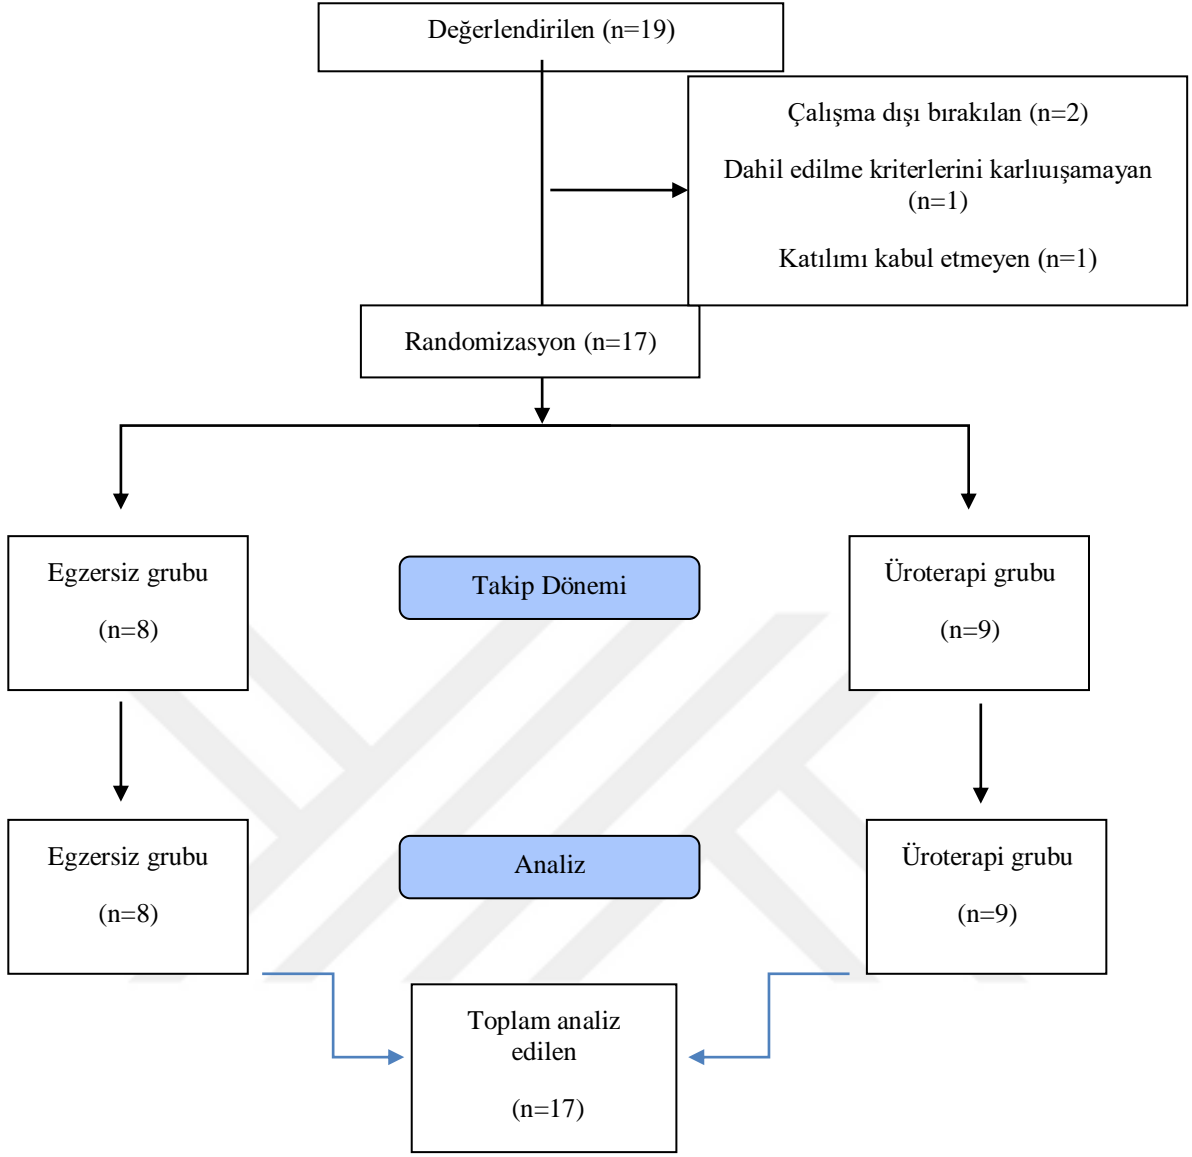 Değerlendirilen (n=19)
Çalışma dışı bırakılan (n=2)
Dahil edilme kriterlerini karlıuışamayan
(n=1)
Katılımı kabul etmeyen (n=1)
Randomizasyon (n=17)
Egzersiz grubu
(n=8)
Takip Dönemi
Üroterapi grubu
(n=9)
Egzersiz grubu
(n=8)
Analiz
Üroterapi grubu
(n=9)
Toplam analiz
edilen
(n=17)